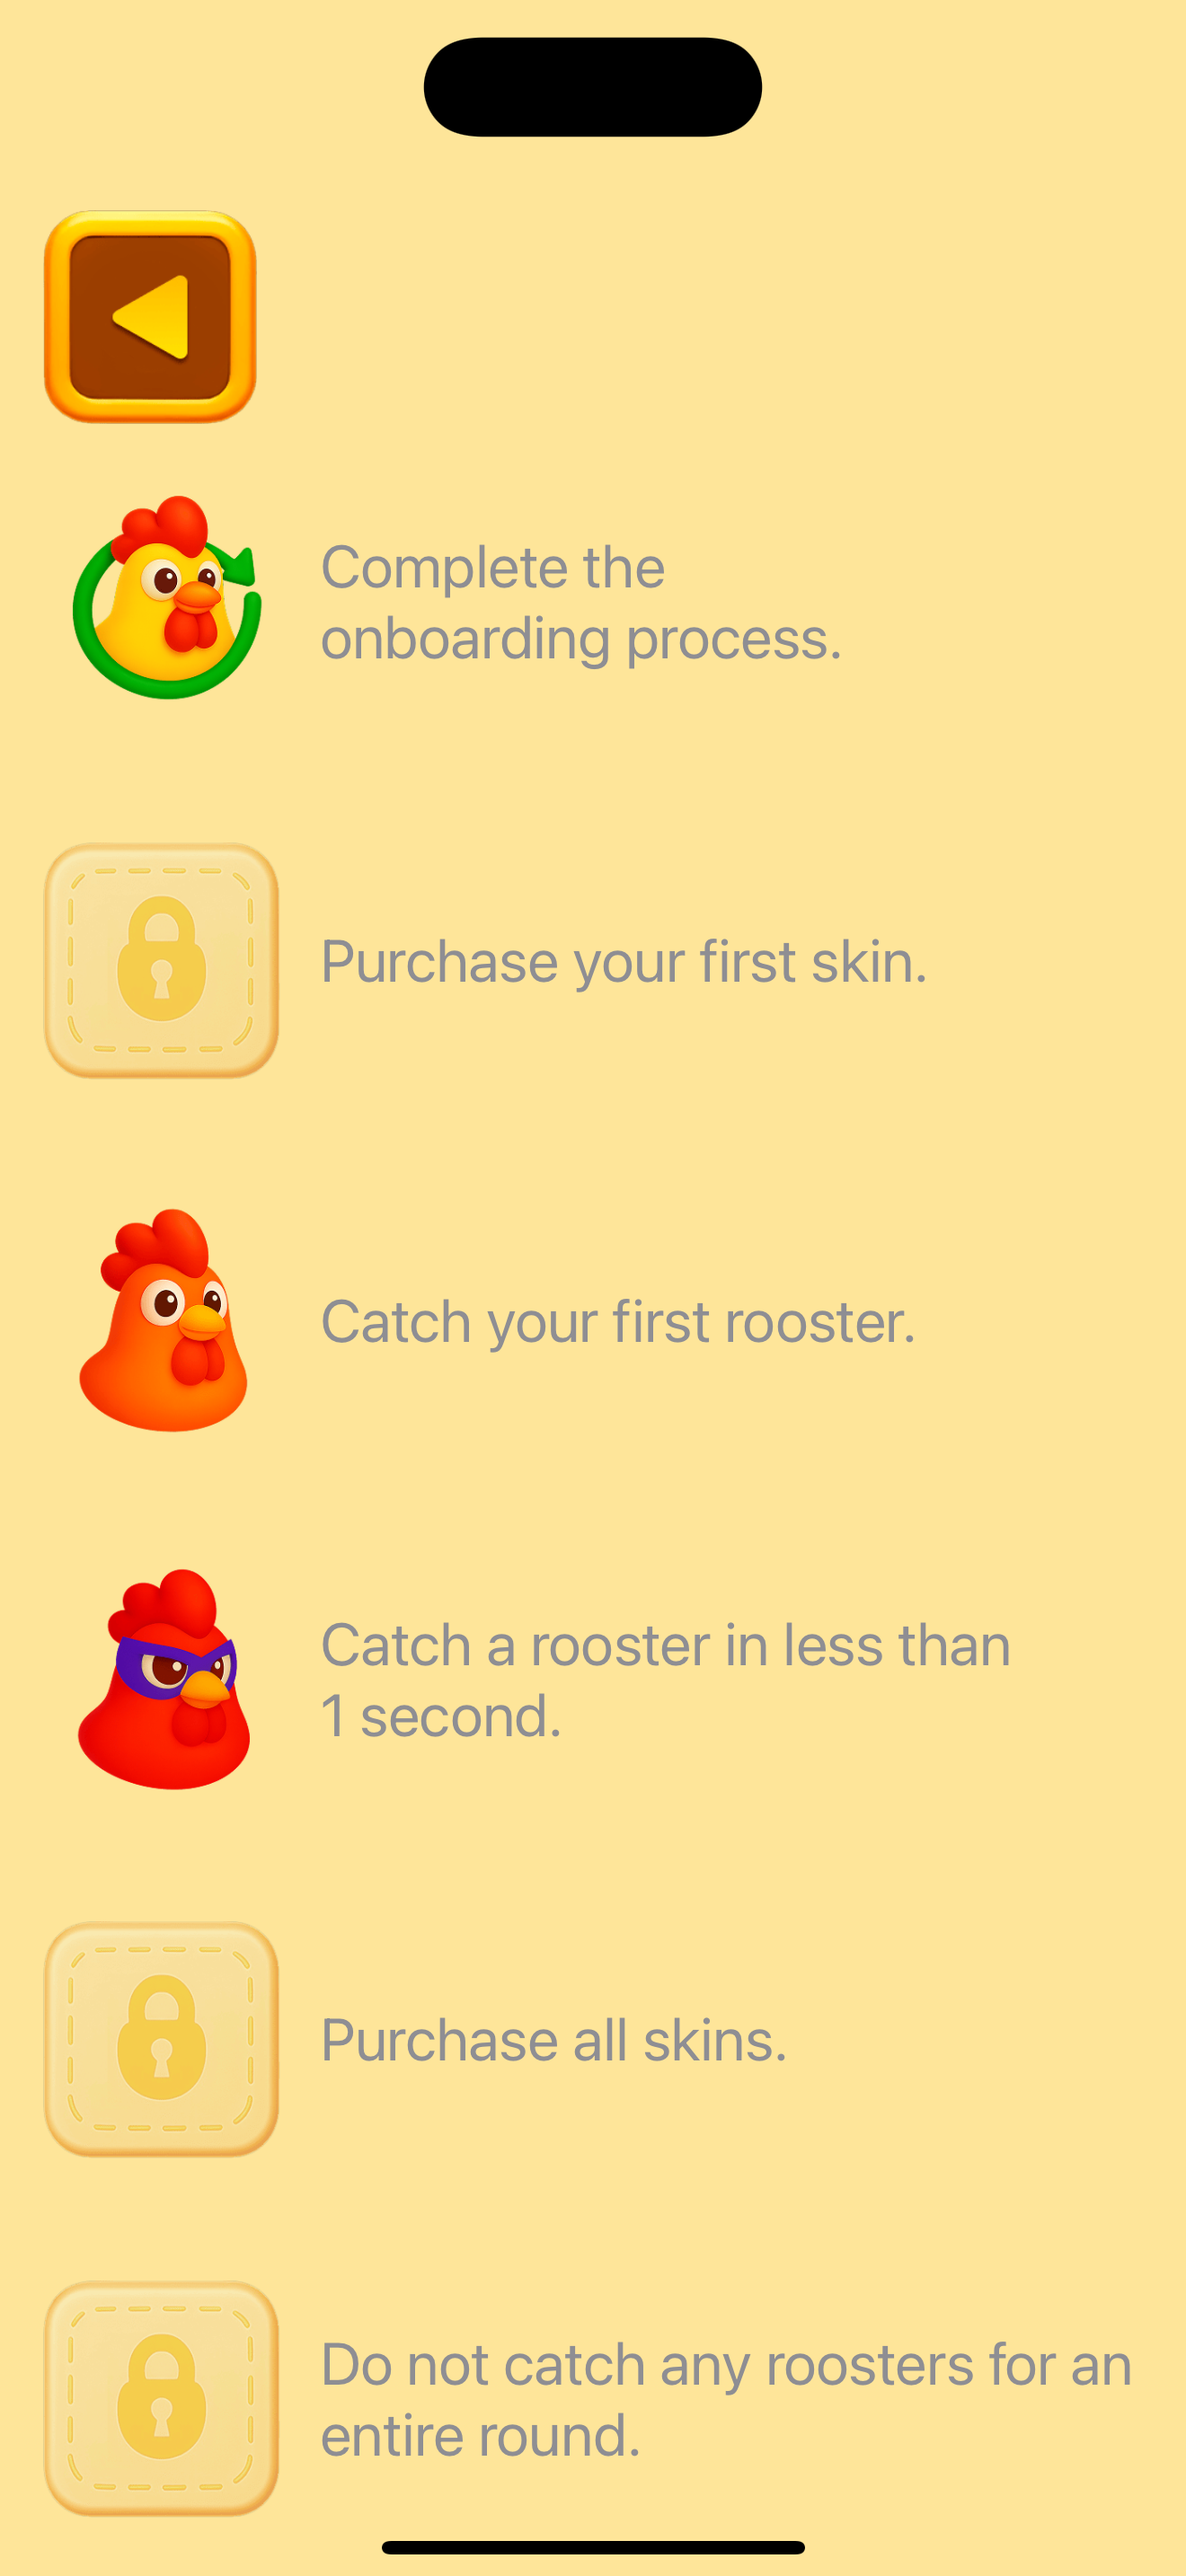 Complete the
onboarding process.
Purchase your first skin.
Catch your first rooster.
Catch a rooster in less than
1 second.
Purchase all skins.
Do not catch any roosters for an
entire round.